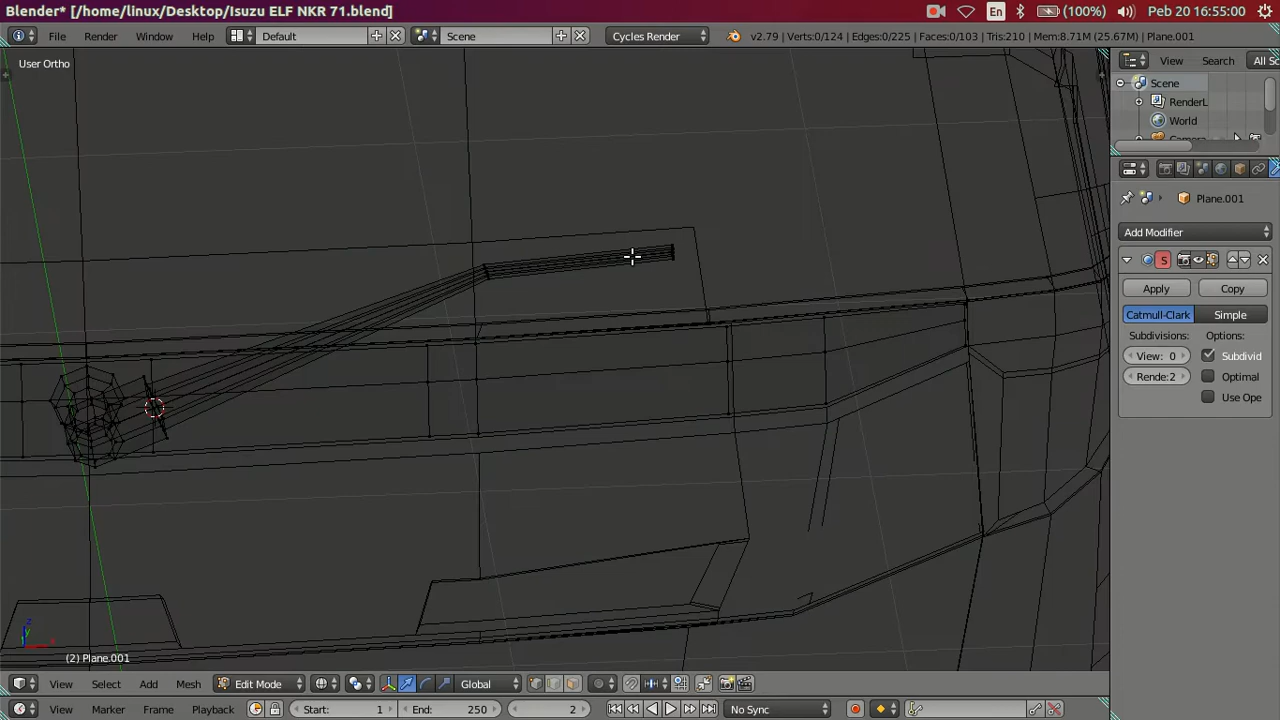 Blender* [/home/linux/Desktop/Isuzu ELF NKR 71.blend]
En (100%) Peb 20 16:55:00
File Render Window Help Default Scene Cycles Render v2.79 | Verts:0/124 | Edges:0/225 | Faces:0/103 | Tris:210 | Mem:8.71M (25.67M) | Plane.001
User Ortho
View Search All Sc
Scene
RenderL
World
Camera
Plane.001
Add Modifier
S
Apply Copy
Catmull-Clark Simple
Subdivisions: Options:
View: 0 Subdivid
Rende:2 Optimal
Use Ope
z
y
x
(2) Plane.001
View Select Add Mesh Edit Mode Global
View Marker Frame Playback Start: 1 End: 250 2 No Sync